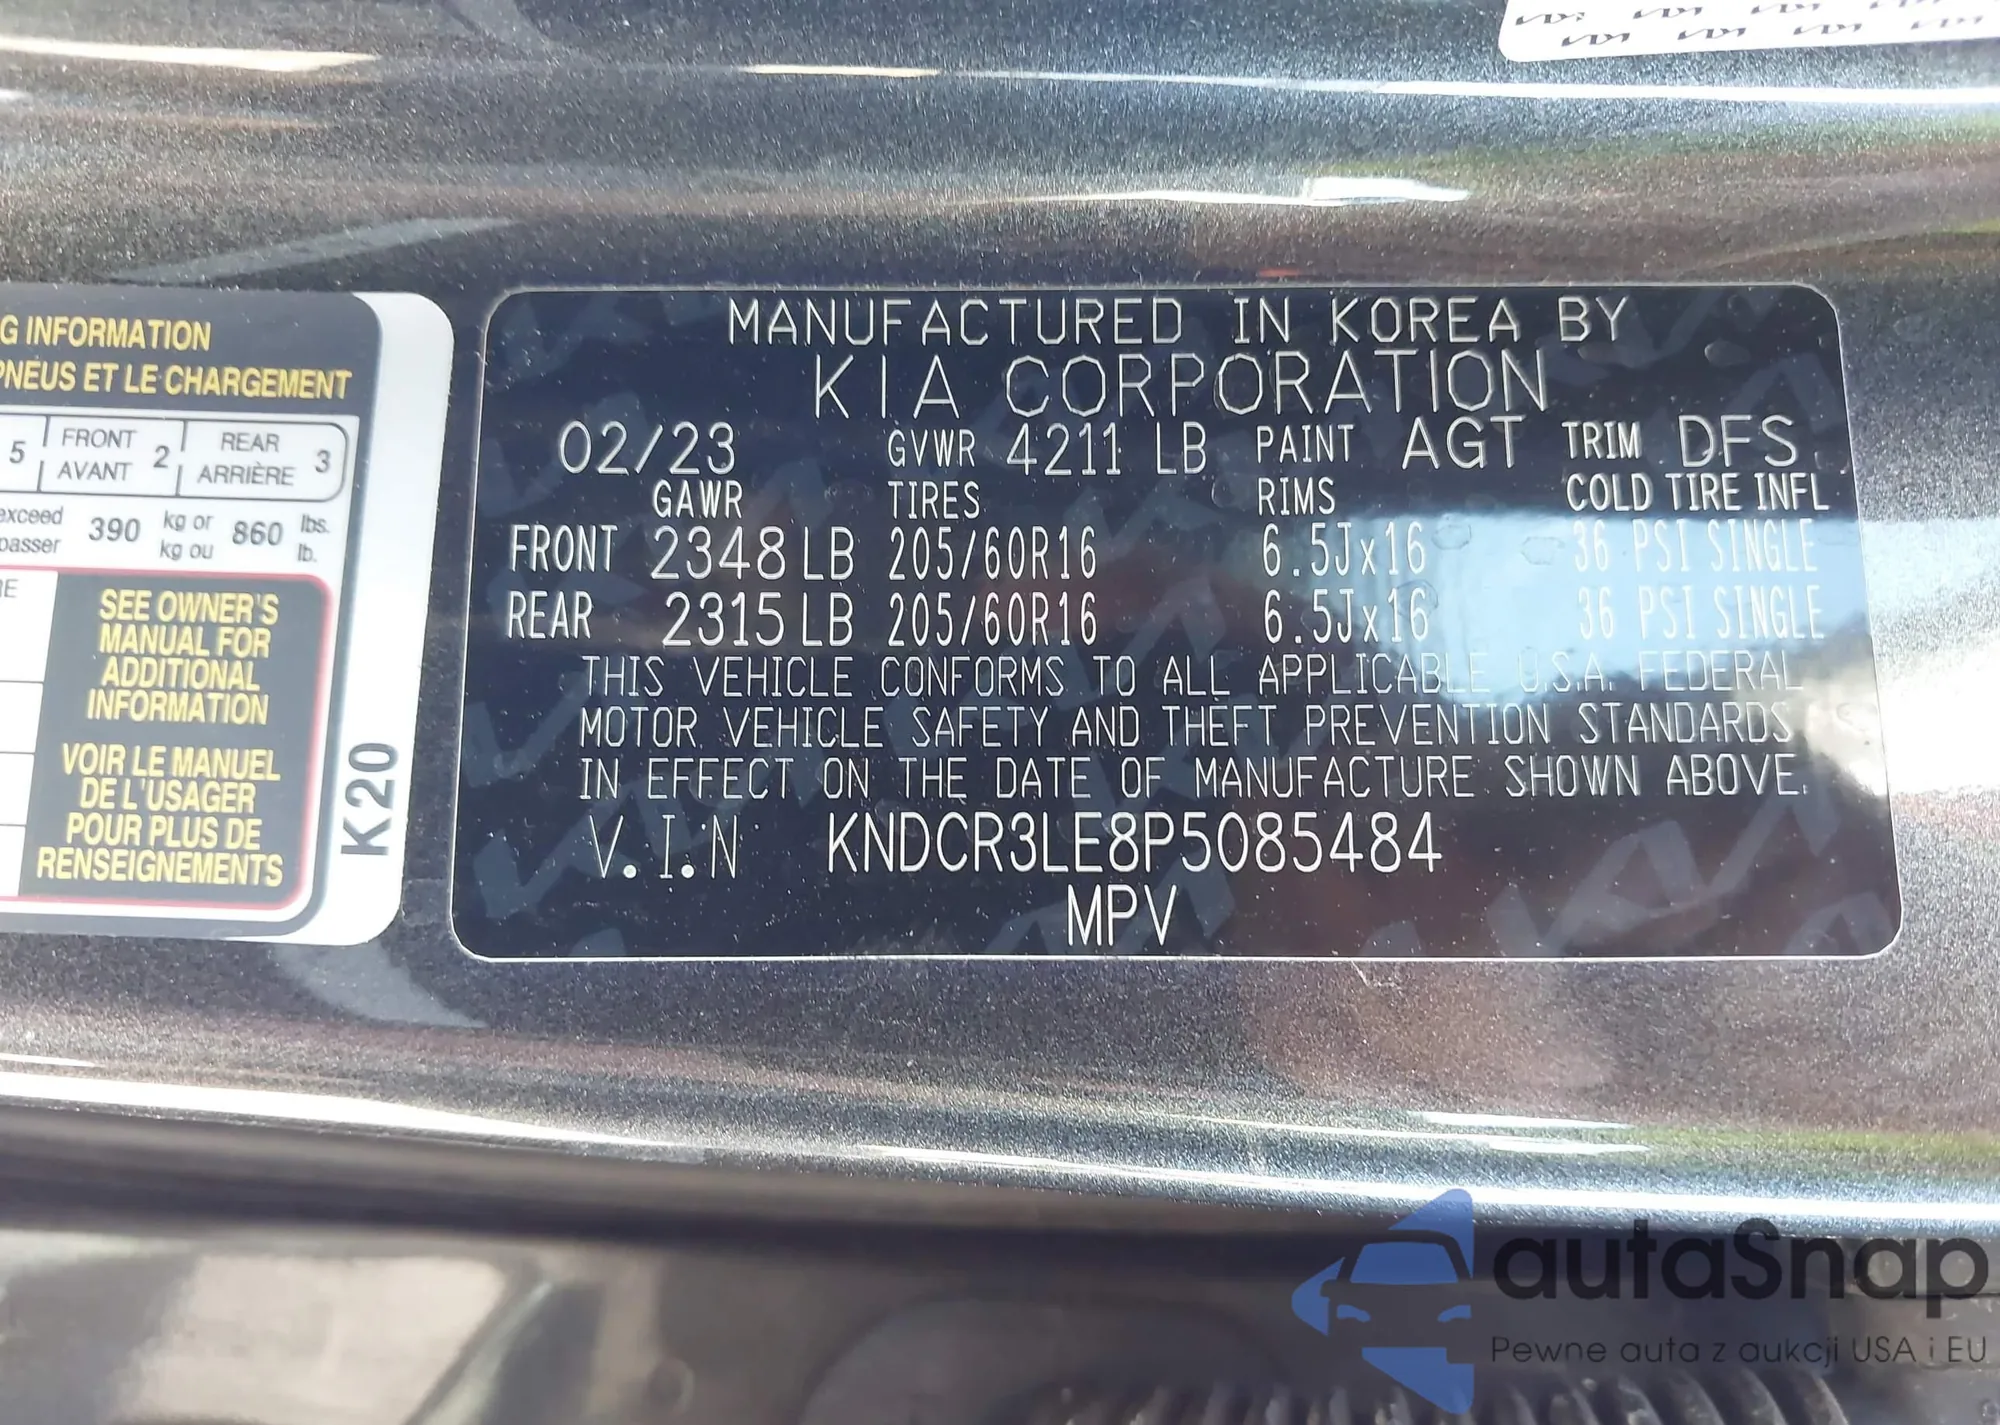 G INFORMATION
PNEUS ET LE CHARGEMENT
5 FRONT 2 REAR 3
AVANT ARRIÈRE
exceed 390 kg or 860 lbs.
passer kg ou lb.
SEE OWNER'S
MANUAL FOR
ADDITIONAL
INFORMATION
VOIR LE MANUEL
DE L'USAGER
POUR PLUS DE
RENSEIGNEMENTS
K20
MANUFACTURED IN KOREA BY
KIA CORPORATION
02/23 GVWR 4211 LB PAINT AGT TRIM DFS
GAWR TIRES RIMS COLD TIRE INFL
FRONT 2348 LB 205/60R16 6.5Jx16 36 PSI SINGLE
REAR 2315 LB 205/60R16 6.5Jx16 36 PSI SINGLE
THIS VEHICLE CONFORMS TO ALL APPLICABLE U.S.A. FEDERAL
MOTOR VEHICLE SAFETY AND THEFT PREVENTION STANDARDS
IN EFFECT ON THE DATE OF MANUFACTURE SHOWN ABOVE.
V.I.N KNDCR3LE8P5085484
MPV
autaSnap
Pewne auta z aukcji USA i EU